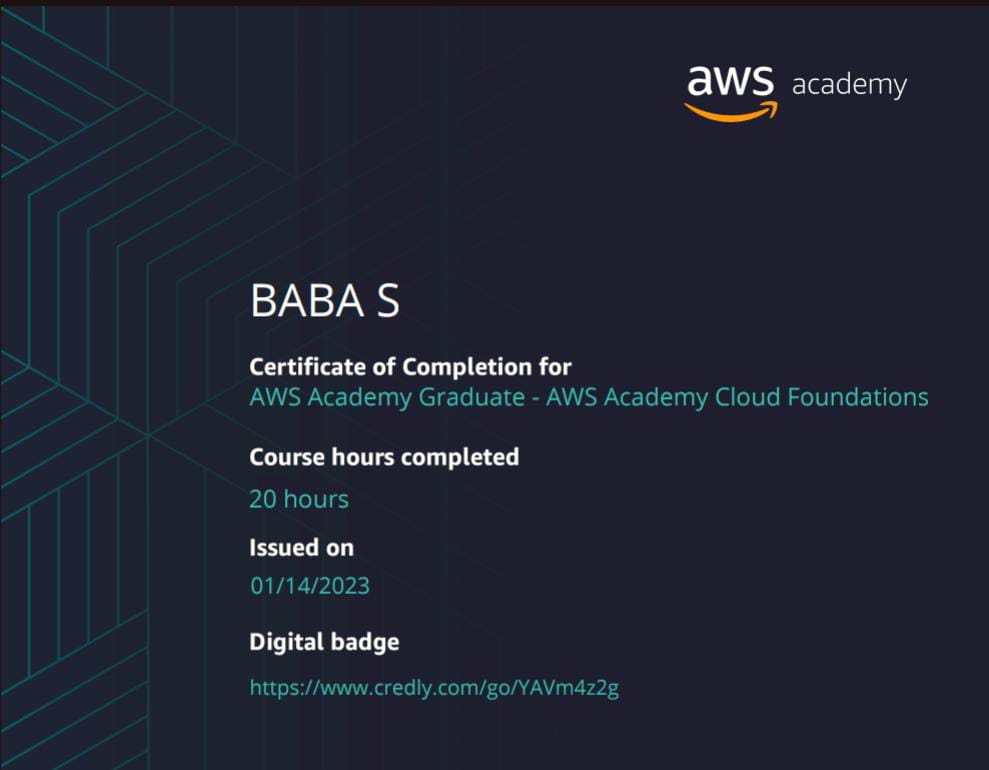 aws academy
BABA S
Certificate of Completion for
AWS Academy Graduate - AWS Academy Cloud Foundations
Course hours completed
20 hours
Issued on
01/14/2023
Digital badge
https://www.credly.com/go/YAVm4z2g